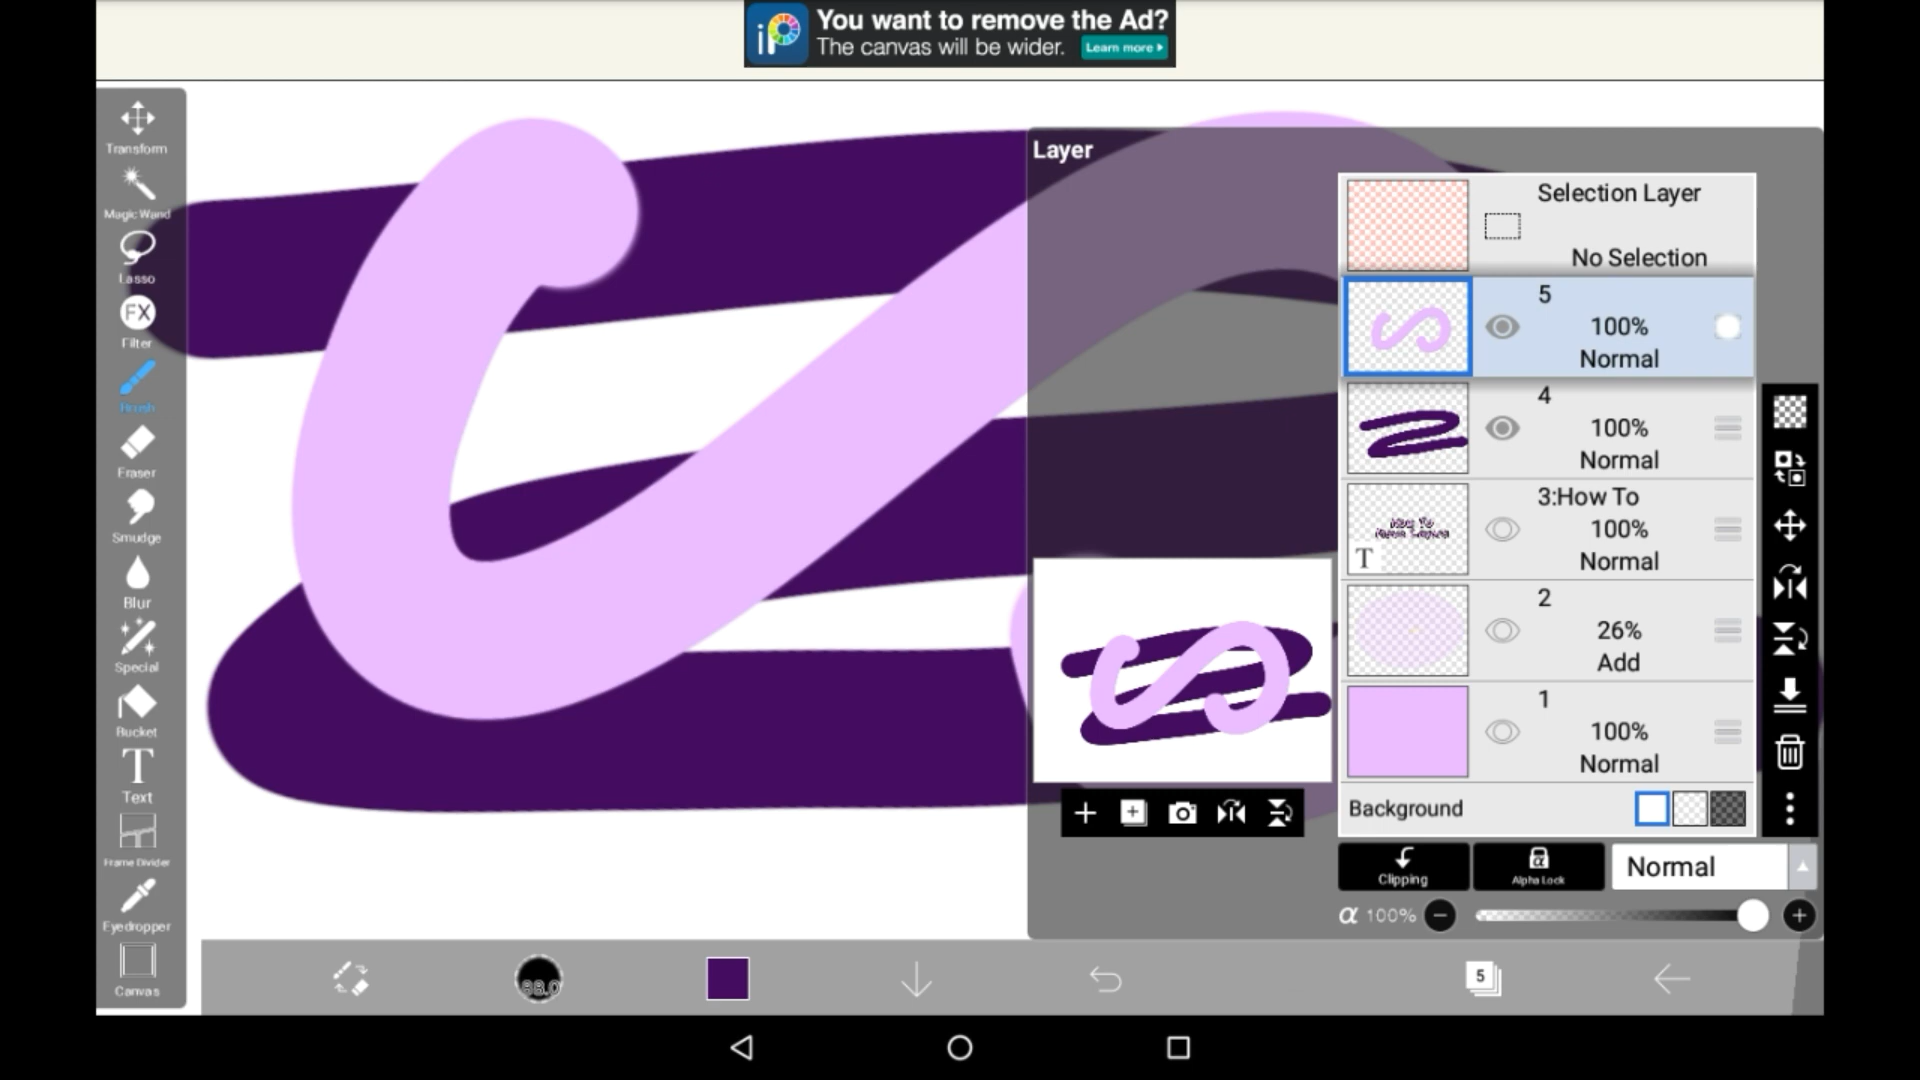 iP
You want to remove the Ad?
The canvas will be wider. Learn more
Transform
Magic Wand
Lasso
FX
Filter
Brush
Eraser
Smudge
Blur
Special
Bucket
T
Text
Frame Divider
Eyedropper
Canvas
Layer
Selection Layer
No Selection
5
100%
Normal
4
100%
Normal
3:How To
100%
Normal
T
2
26%
Add
1
100%
Normal
Background
Clipping
α
Alpha Lock
Normal
α 100%
88.0
5